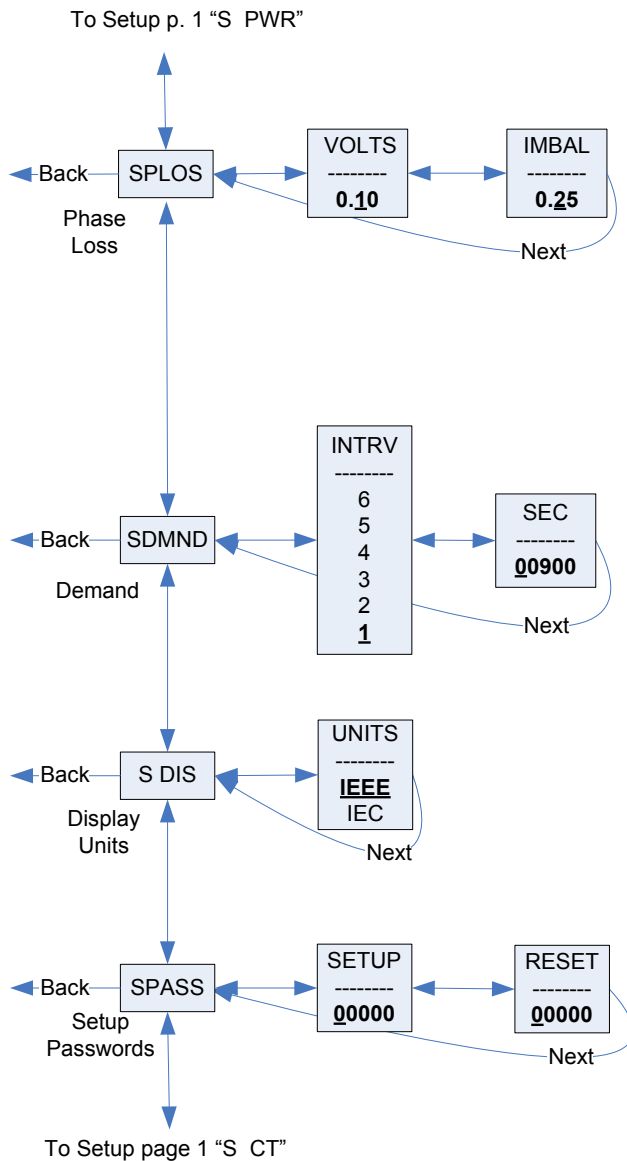 To Setup p. 1 “S PWR”
Back
SPLOS
Phase
Loss
VOLTS
--------
0.10
IMBAL
--------
0.25
Next
Back
SDMND
Demand
INTRV
--------
6
5
4
3
2
1
SEC
--------
00900
Next
Back
S DIS
Display
Units
UNITS
--------
IEEE
IEC
Next
Back
SPASS
Setup
Passwords
SETUP
--------
00000
RESET
--------
00000
Next
To Setup page 1 “S CT”